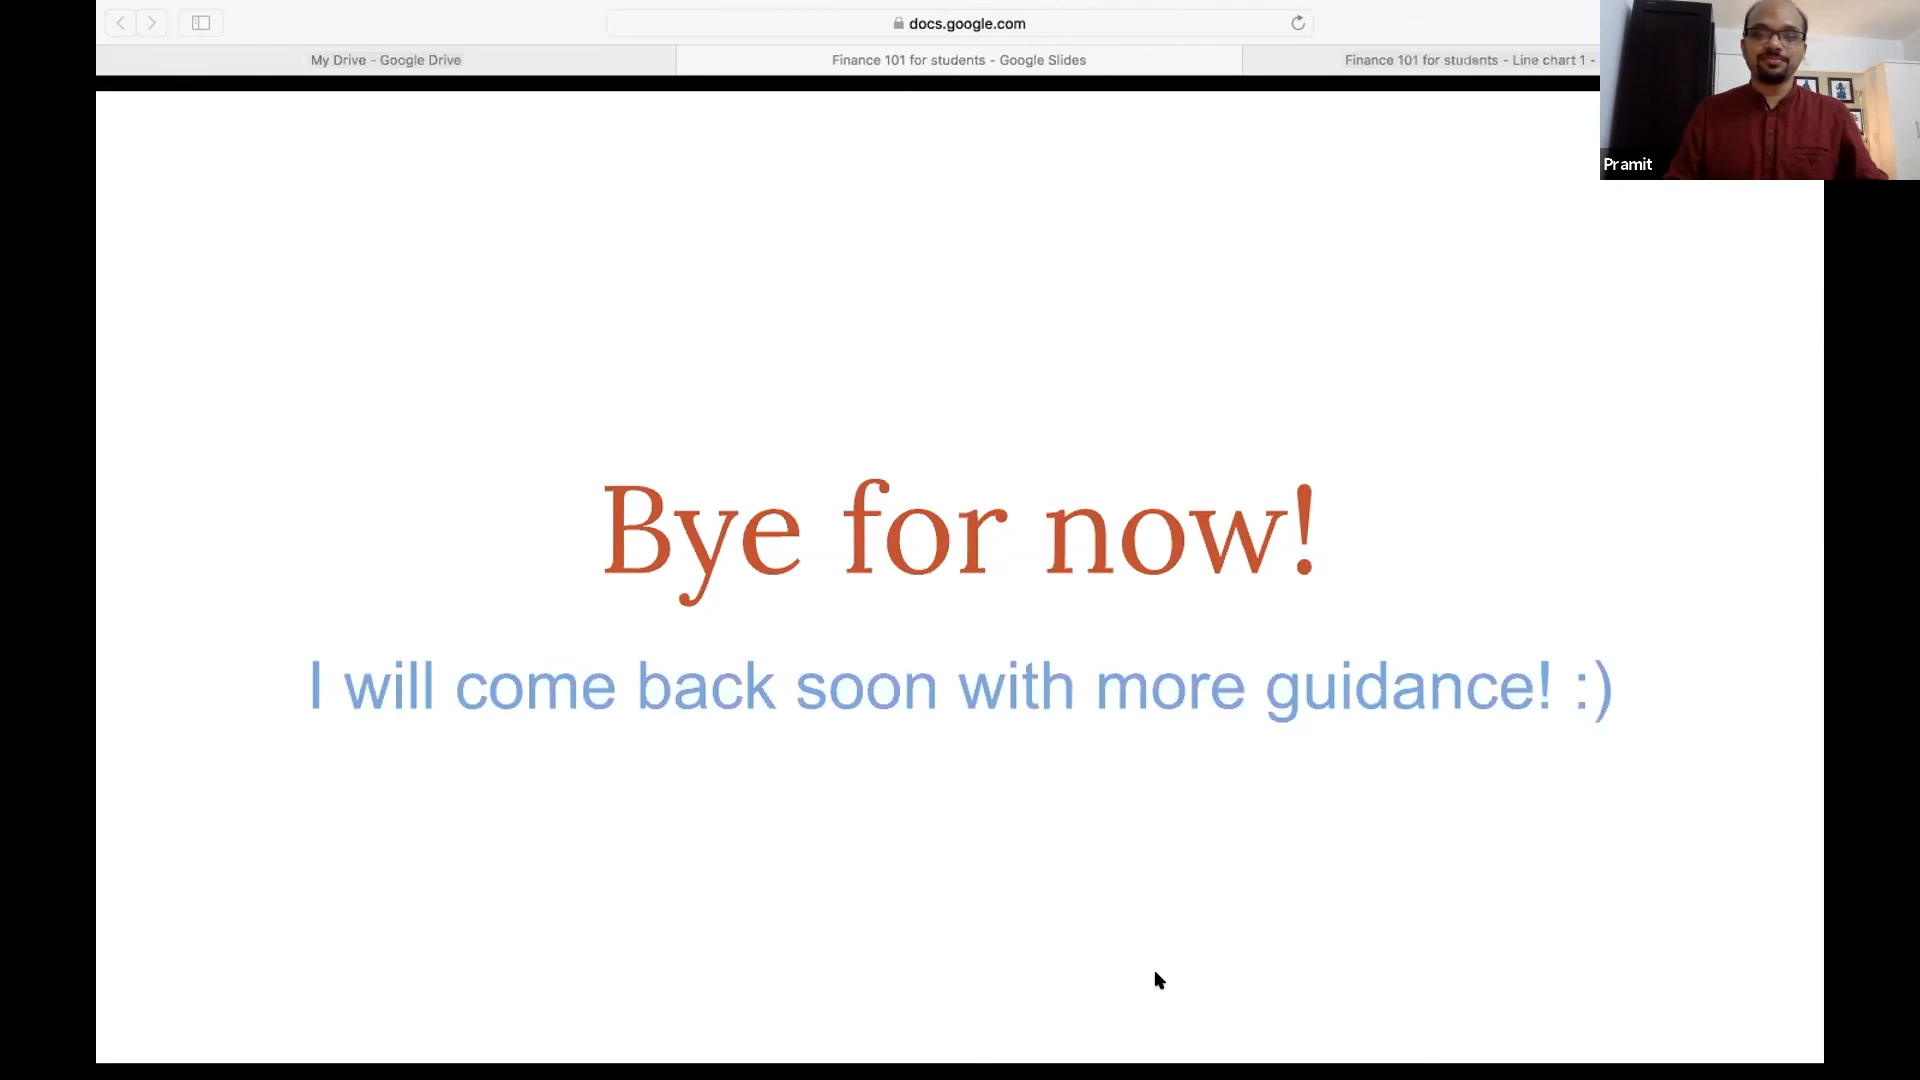 docs.google.com
My Drive - Google Drive
Finance 101 for students - Google Slides
Finance 101 for students - Line chart 1 -
Pramit
Bye for now!
I will come back soon with more guidance! :)